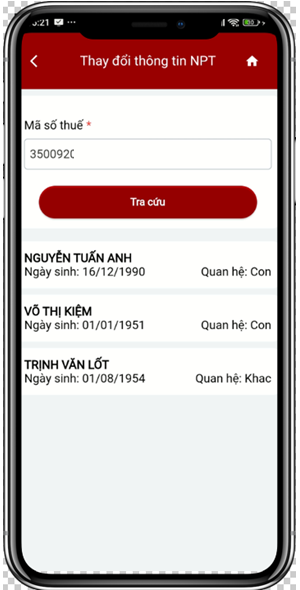 5:21
Thay đổi thông tin NPT
Mã số thuế *
350092
Tra cứu
NGUYỄN TUẤN ANH
Ngày sinh: 16/12/1990 Quan hệ: Con
VÕ THỊ KIỆM
Ngày sinh: 01/01/1951 Quan hệ: Con
TRỊNH VĂN LỐT
Ngày sinh: 01/08/1954 Quan hệ: Khac